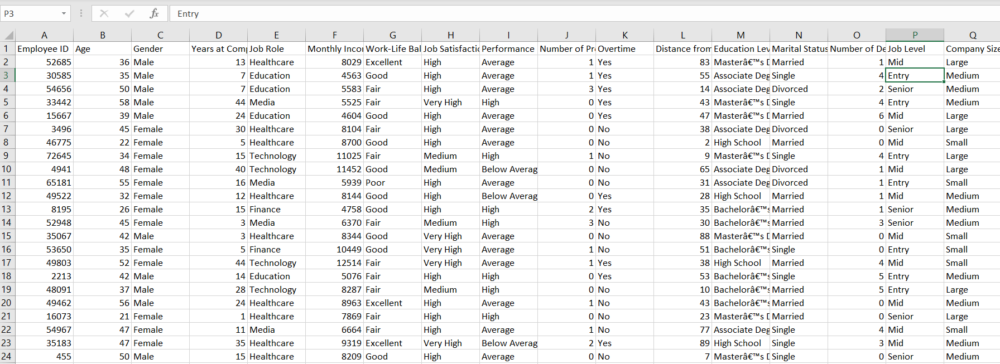 P3 fx Entry
A B C D E F G H I J K L M N O P Q
1 Employee ID Age Gender Years at Com Job Role Monthly Inco Work-Life Bal Job Satisfactic Performance Number of Pr Overtime Distance from Education Lev Marital Status Number of De Job Level Company Size
2 52685 36 Male 13 Healthcare 8029 Excellent High Average 1 Yes 83 Masterâ€™s D Married 1 Mid Large
3 30585 35 Male 7 Education 4563 Good High Average 1 Yes 55 Associate Deg Single 4 Entry Medium
4 54656 50 Male 7 Education 5583 Fair High Average 3 Yes 14 Associate Deg Divorced 2 Senior Medium
5 33442 58 Male 44 Media 5525 Fair Very High High 0 Yes 43 Masterâ€™s D Single 4 Entry Medium
6 15667 39 Male 24 Education 4604 Good High Average 0 Yes 47 Masterâ€™s D Married 6 Mid Large
7 3496 45 Female 30 Healthcare 8104 Fair High Average 0 No 38 Associate Deg Divorced 0 Senior Large
8 46775 22 Female 5 Healthcare 8700 Good High Average 0 No 2 High School Married 0 Mid Small
9 72645 34 Female 15 Technology 11025 Fair Medium High 1 No 9 Masterâ€™s D Single 4 Entry Large
10 4941 48 Female 40 Technology 11452 Good Medium Below Averag 0 No 65 Associate Deg Divorced 1 Mid Large
11 65181 55 Female 16 Media 5939 Poor High Average 0 No 31 Associate Deg Divorced 1 Entry Small
12 49522 32 Female 12 Healthcare 8144 Good High Below Averag 0 Yes 28 High School Married 1 Mid Medium
13 8195 26 Female 15 Finance 4758 Good High High 2 Yes 35 Bachelorâ€™s Married 1 Senior Medium
14 52948 45 Female 3 Media 6370 Fair Medium High 3 No 30 Bachelorâ€™s Married 3 Senior Medium
15 35067 42 Male 3 Healthcare 8344 Good Very High Average 0 No 88 Masterâ€™s D Married 0 Mid Small
16 53650 35 Female 5 Finance 10449 Good Very High Average 1 No 51 Bachelorâ€™s Single 0 Entry Small
17 49803 52 Female 44 Technology 12514 Fair Very High Average 1 Yes 38 High School Married 4 Mid Small
18 2213 42 Male 14 Education 5076 Fair High High 0 Yes 53 Bachelorâ€™s Single 5 Entry Medium
19 48091 37 Male 28 Technology 8287 Fair Medium High 0 No 10 Bachelorâ€™s Married 5 Entry Large
20 49462 56 Male 24 Healthcare 8963 Excellent High Average 1 No 43 Bachelorâ€™s Married 0 Mid Medium
21 16073 21 Female 1 Healthcare 7869 Fair High High 0 No 23 Masterâ€™s D Married 0 Senior Large
22 54967 47 Female 11 Media 6664 Fair High Average 1 No 77 Associate Deg Single 4 Mid Small
23 35183 47 Female 35 Healthcare 9319 Excellent Very High Below Averag 2 Yes 89 High School Single 3 Mid Medium
24 455 50 Male 15 Healthcare 8209 Good High Average 0 No 7 Masterâ€™s D Single 0 Senior Medium